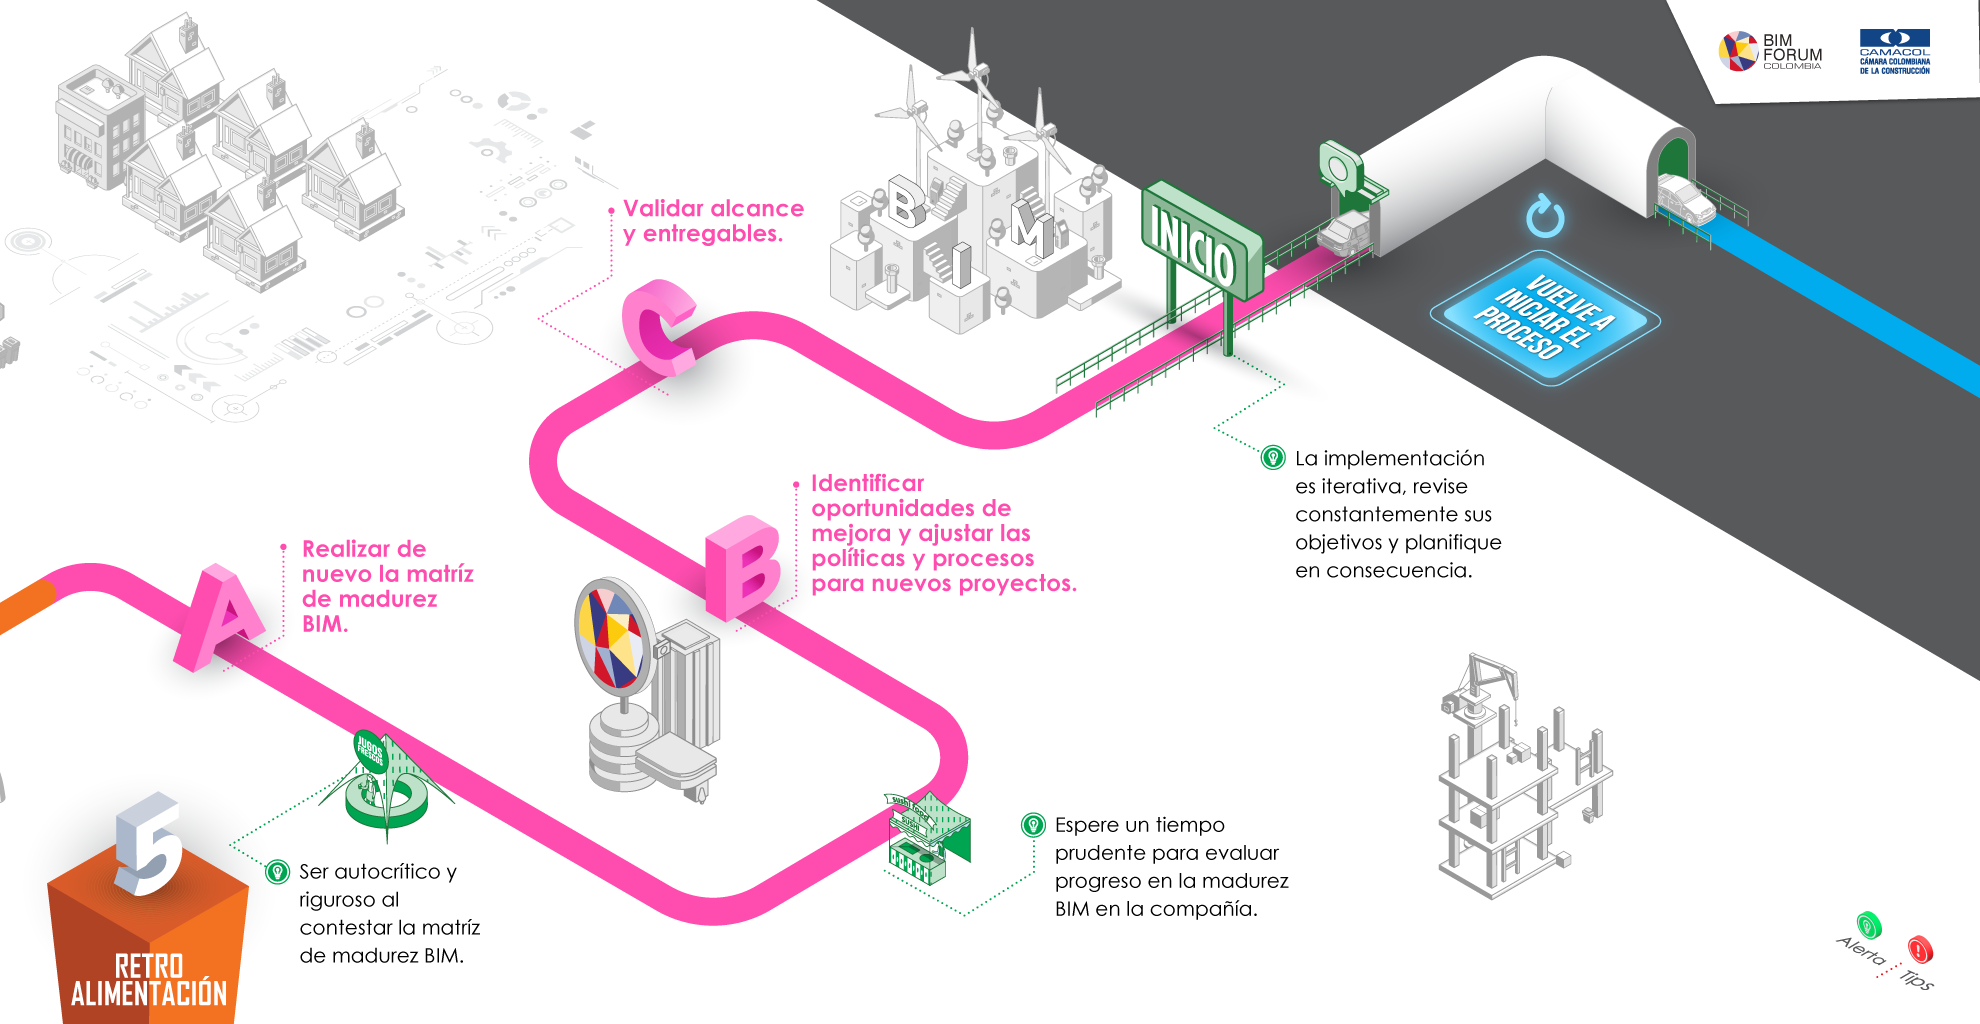 BIM
FORUM
COLOMBIA
CAMACOL
CÁMARA COLOMBIANA
DE LA CONSTRUCCIÓN
Validar alcance
y entregables.
B
I
M
INICIO
VUELVE A
INICIAR EL
PROCESO
C
La implementación
es iterativa, revise
constantemente sus
objetivos y planifique
en consecuencia.
Identificar
oportunidades de
mejora y ajustar las
políticas y procesos
para nuevos proyectos.
B
Realizar de
nuevo la matríz
de madurez
BIM.
A
JUGOS
FRESCOS
sushi food
SUSHI
Espere un tiempo
prudente para evaluar
progreso en la madurez
BIM en la compañía.
Ser autocrítico y
riguroso al
contestar la matríz
de madurez BIM.
5
RETRO
ALIMENTACIÓN
Alerta
Tips